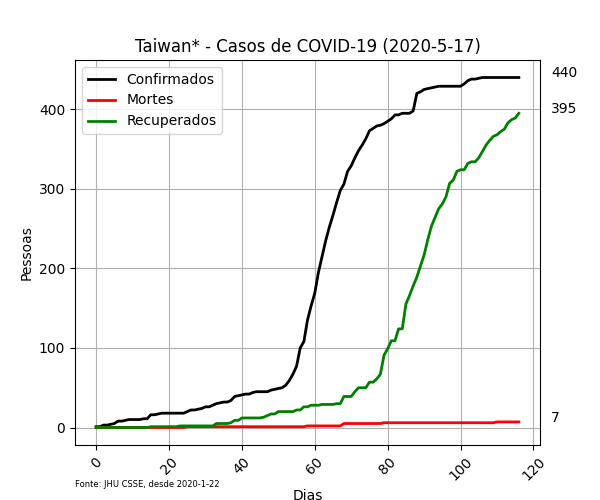 Taiwan* - Casos de COVID-19 (2020-5-17)
Confirmados
Mortes
Recuperados
440
395
7
Pessoas
400
300
200
100
0
0
20
40
60
80
100
120
Dias
Fonte: JHU CSSE, desde 2020-1-22